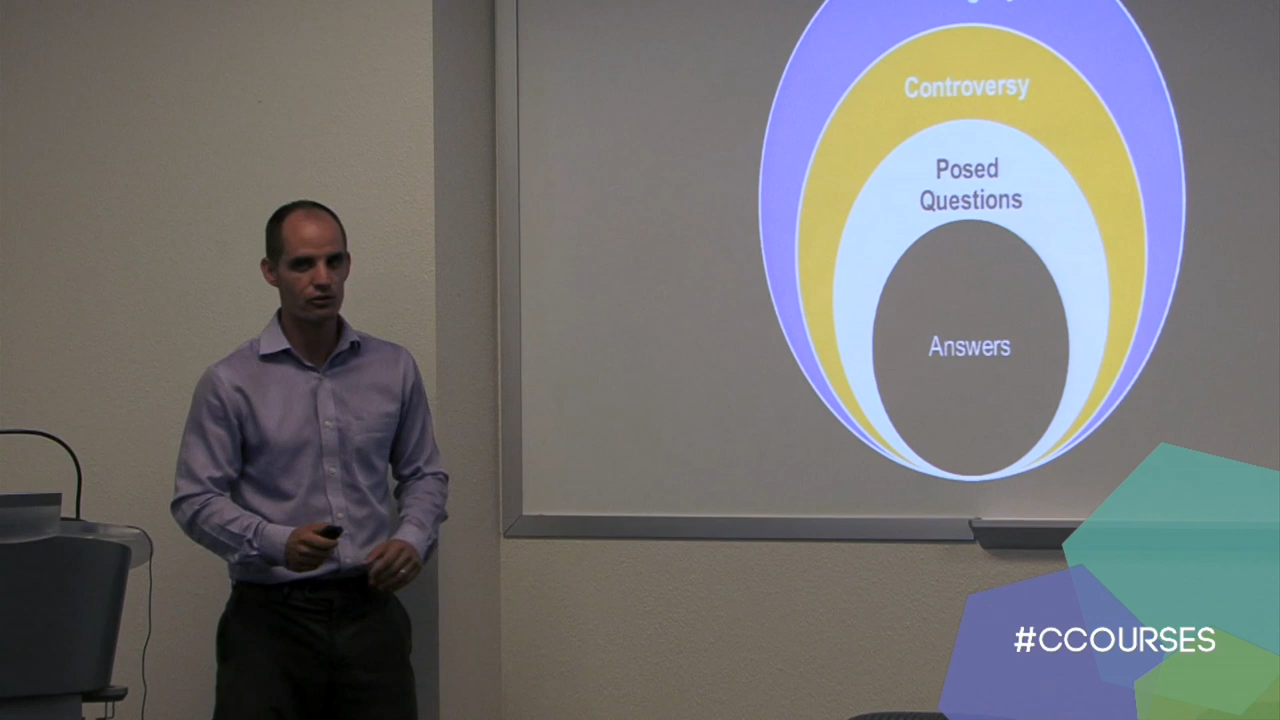 Controversy
Posed
Questions
Answers
#CCOURSES